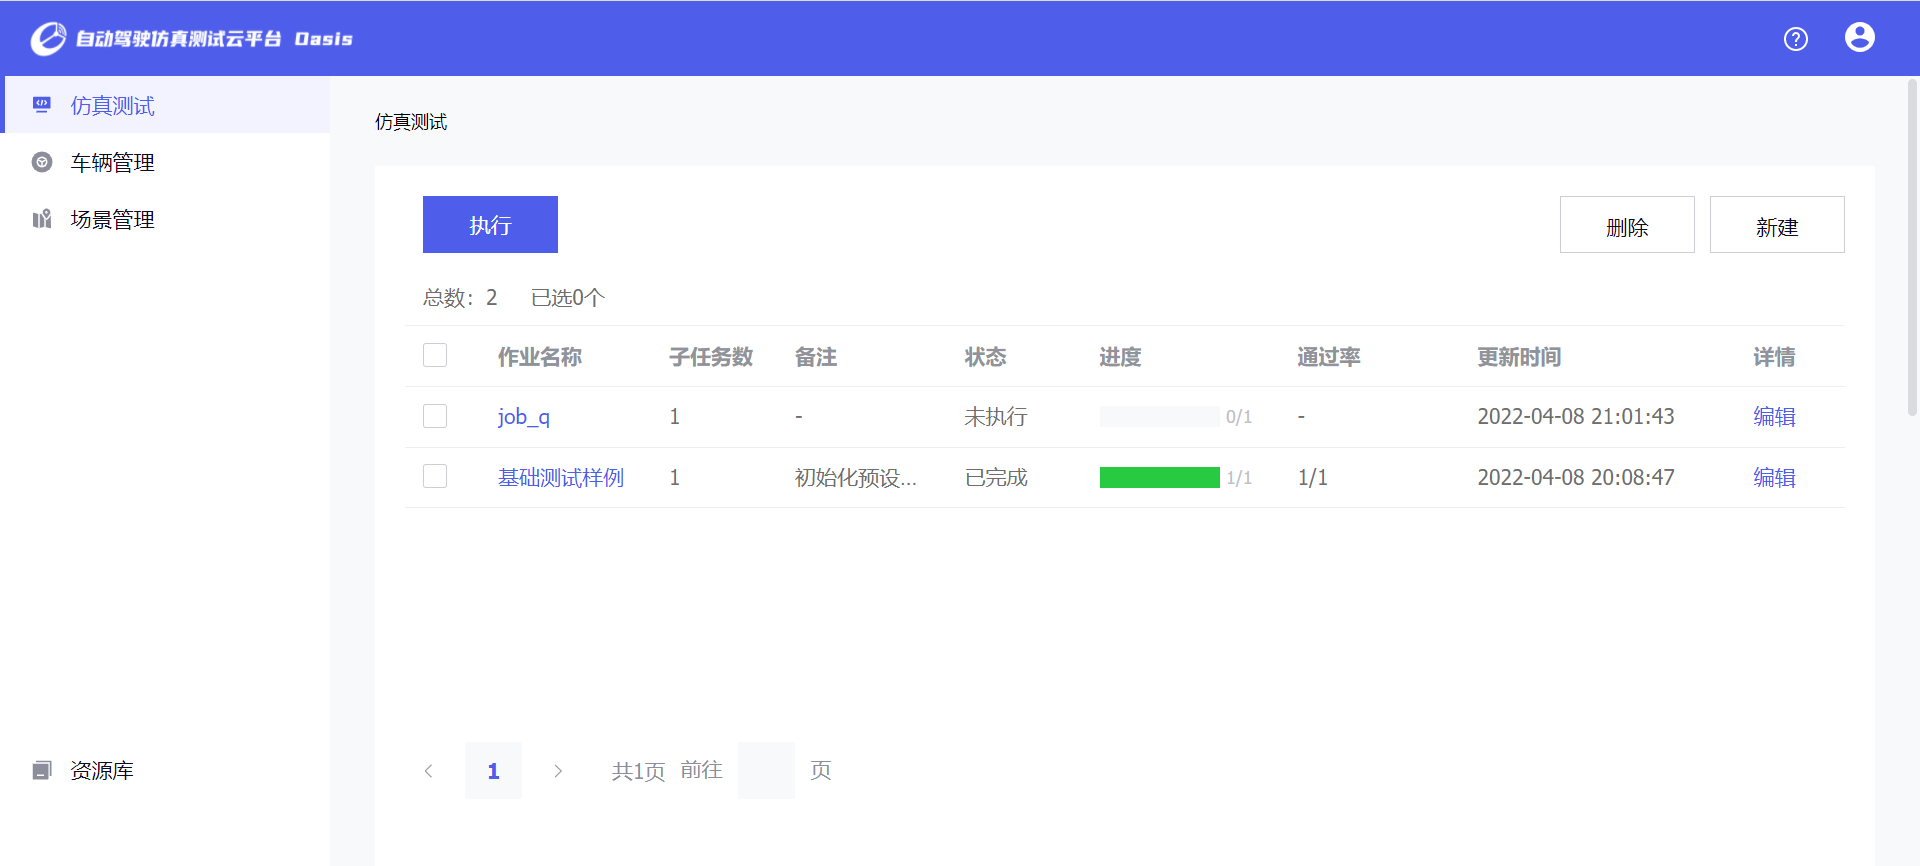 自动驾驶仿真测试云平台 Oasis
仿真测试
车辆管理
场景管理
资源库
仿真测试
执行
删除
新建
总数：2 已选0个
作业名称 子任务数 备注 状态 进度 通过率 更新时间 详情
job_q 1 - 未执行 0/1 - 2022-04-08 21:01:43 编辑
基础测试样例 1 初始化预设... 已完成 1/1 1/1 2022-04-08 20:08:47 编辑
1 共1页 前往 页